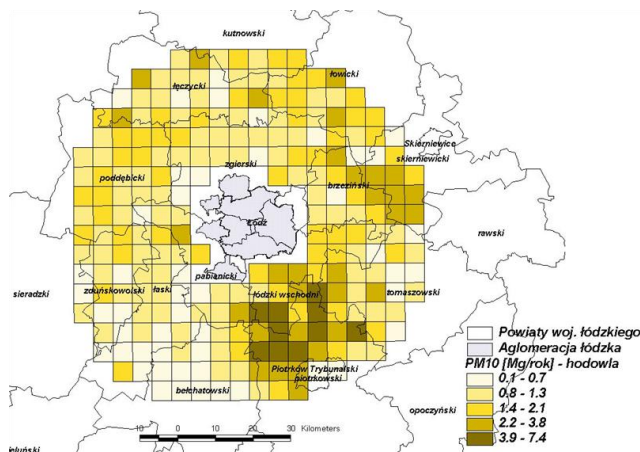 kutnowski
łęczycki
łowicki
zgierski
Skierniewice
skierniewicki
poddębicki
brzeziński
Łódź
rawski
pabianicki
sieradzki
zduńskowolski
łaski
łódzki wschodni
tomaszowski
Piotrków Trybunalski
piotrkowski
bełchatowski
opoczyński
ieluński
Powiaty woj. łódzkiego
Aglomeracja łódzka
PM10 [Mg/rok] - hodowla
0.1 - 0.7
0.8 - 1.3
1.4 - 2.1
2.2 - 3.8
3.9 - 7.4
10 0 10 20 30 Kilometers